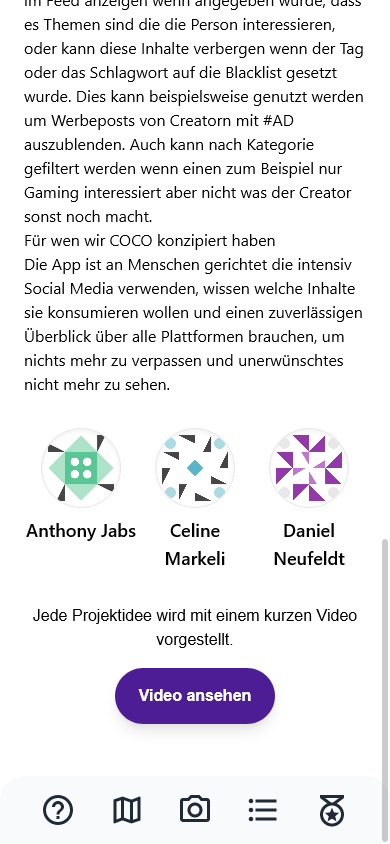 im Feed anzeigen wenn angegeben wurde, dass
es Themen sind die die Person interessieren,
oder kann diese Inhalte verbergen wenn der Tag
oder das Schlagwort auf die Blacklist gesetzt
wurde. Dies kann beispielsweise genutzt werden
um Werbeposts von Creatorn mit #AD
auszublenden. Auch kann nach Kategorie
gefiltert werden wenn einen zum Beispiel nur
Gaming interessiert aber nicht was der Creator
sonst noch macht.
Für wen wir COCO konzipiert haben
Die App ist an Menschen gerichtet die intensiv
Social Media verwenden, wissen welche Inhalte
sie konsumieren wollen und einen zuverlässigen
Überblick über alle Plattformen brauchen, um
nichts mehr zu verpassen und unerwünschtes
nicht mehr zu sehen.
Anthony Jabs
Celine
Markeli
Daniel
Neufeldt
Jede Projektidee wird mit einem kurzen Video
vorgestellt.
Video ansehen